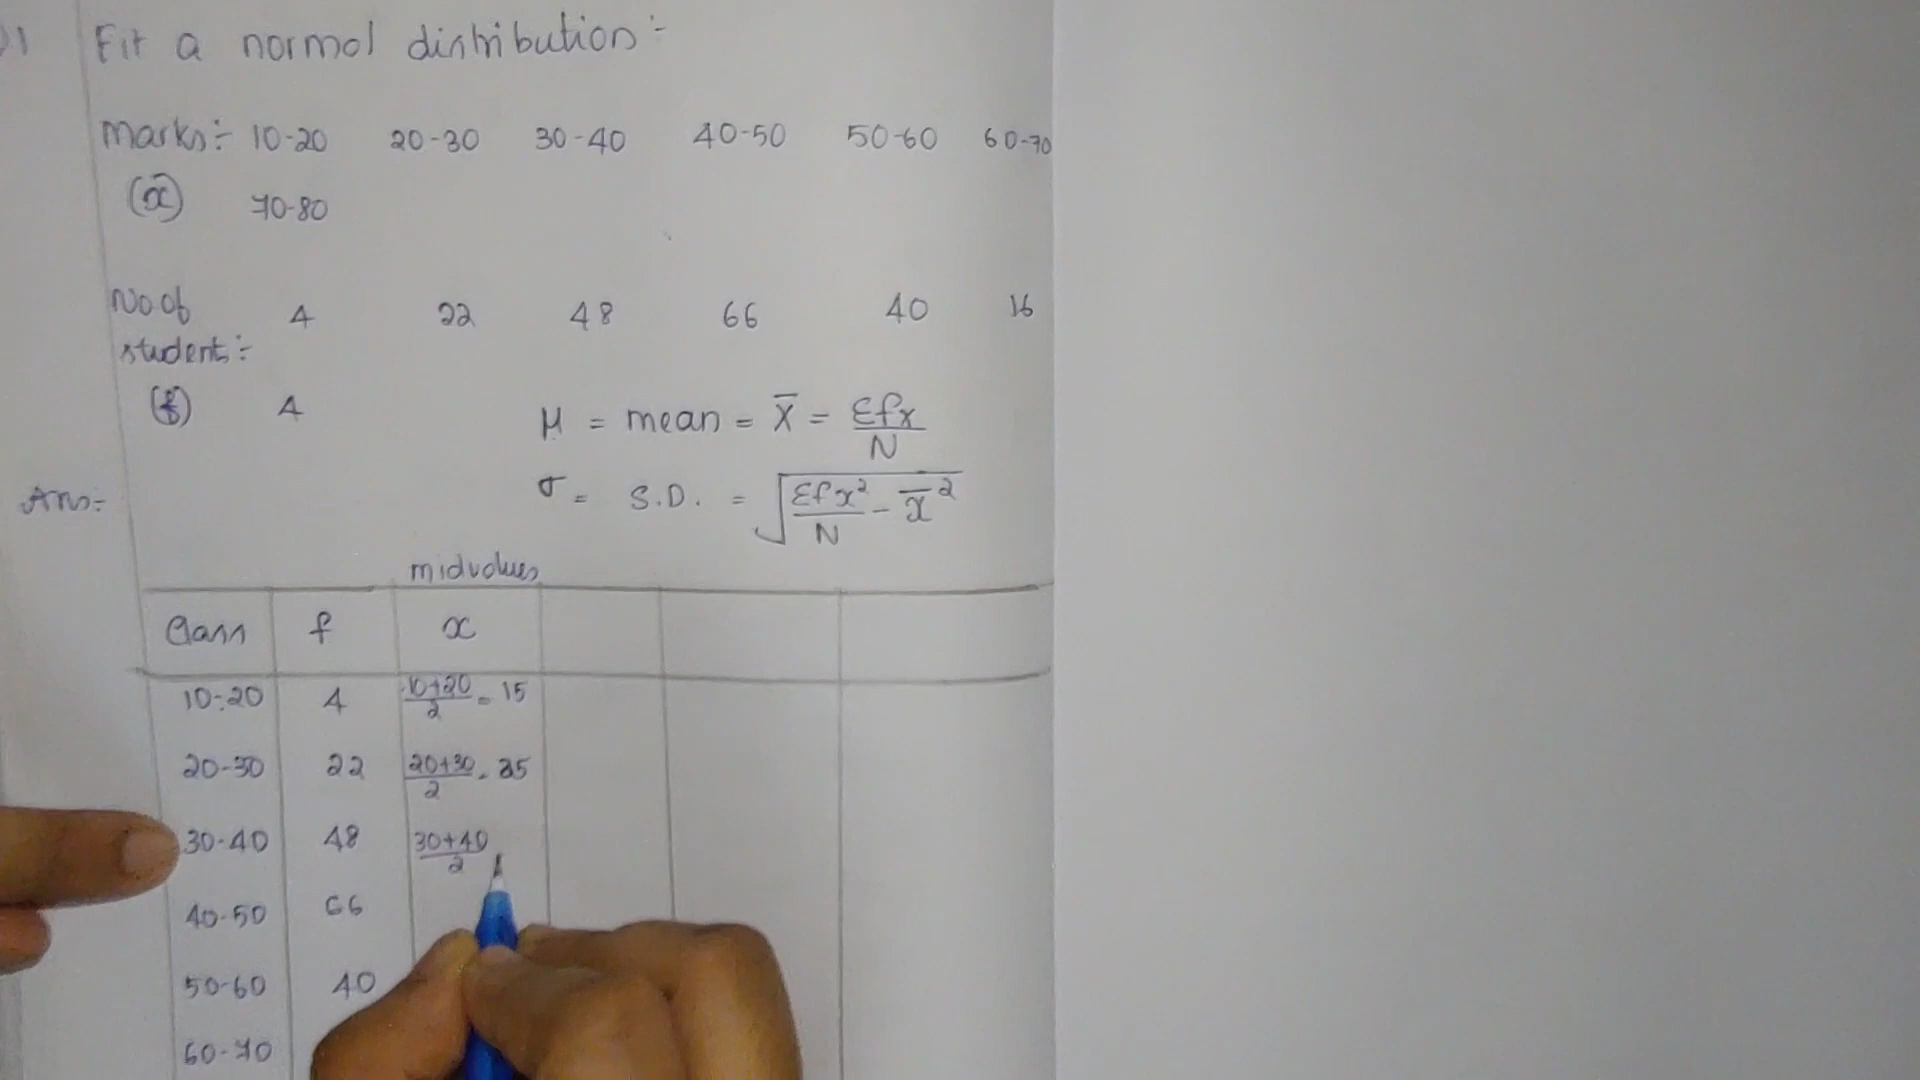 1 Fit a normal distribution:-
Marks:- 10-20 20-30 30-40 40-50 50-60 60-70
(x) 70-80
No of 4 22 48 66 40 16
students:-
(f) 4
μ = mean = X̄ = Σfx/N
Ans:- σ = S.D. = √(Σfx²/N - x̄²)
midvalues
Class f x
10-20 4 10+20/2 = 15
20-30 22 20+30/2 = 25
30-40 48 30+40/2
40-50 66
50-60 40
60-70